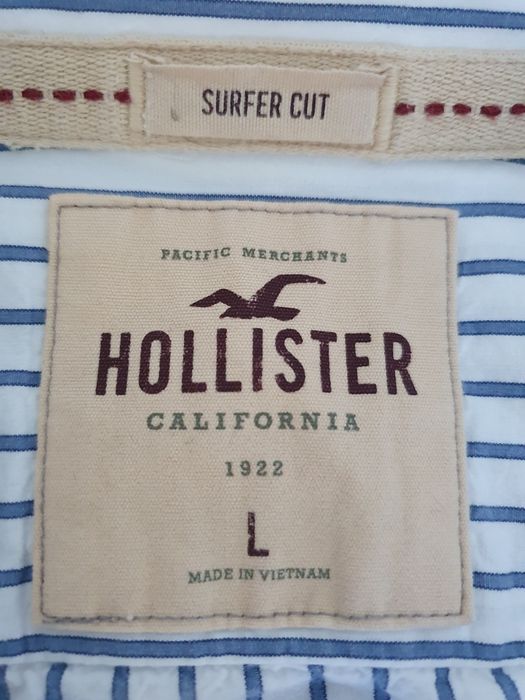 SURFER CUT
PACIFIC MERCHANTS
HOLLISTER
CALIFORNIA
1922
L
MADE IN VIETNAM